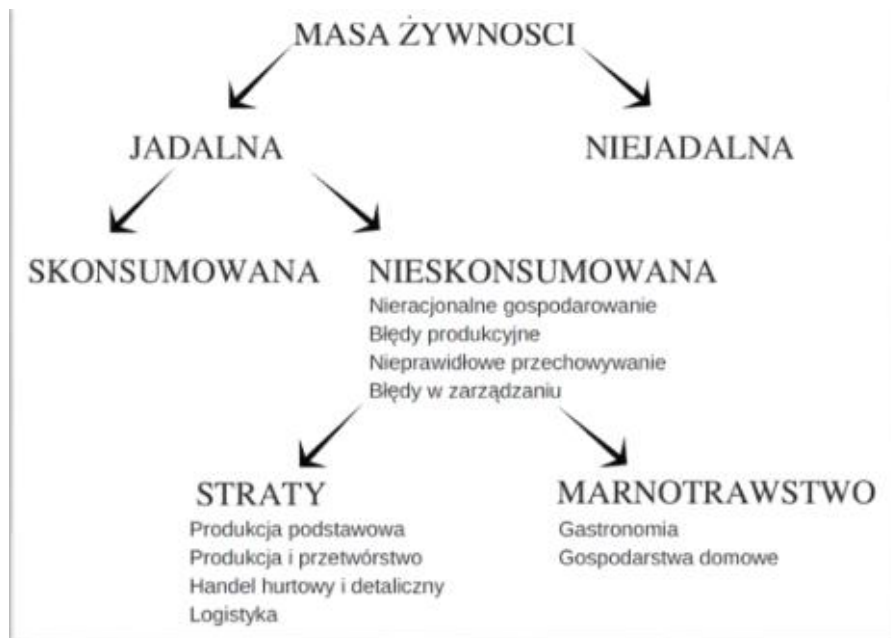 MASA ŻYWNOSCI
JADALNA
NIEJADALNA
SKONSUMOWANA
NIESKONSUMOWANA
Nieracjonalne gospodarowanie
Błędy produkcyjne
Nieprawidłowe przechowywanie
Błędy w zarządzaniu
STRATY
Produkcja podstawowa
Produkcja i przetwórstwo
Handel hurtowy i detaliczny
Logistyka
MARNOTRAWSTWO
Gastronomia
Gospodarstwa domowe